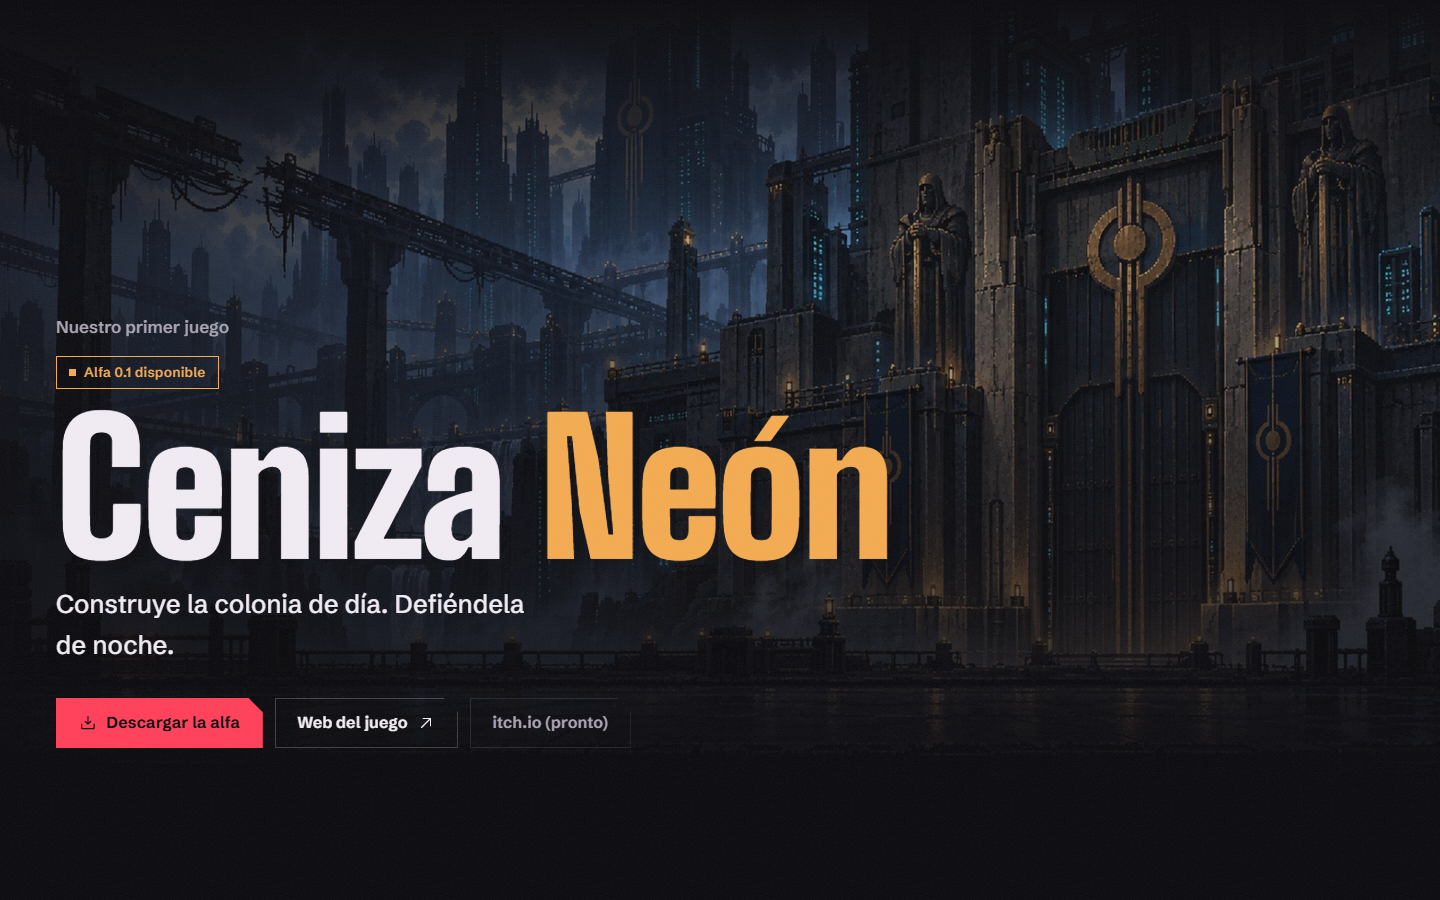 Nuestro primer juego
Alfa 0.1 disponible
Ceniza Neón
Construye la colonia de día. Defiéndela
de noche.
Descargar la alfa
Web del juego
itch.io (pronto)